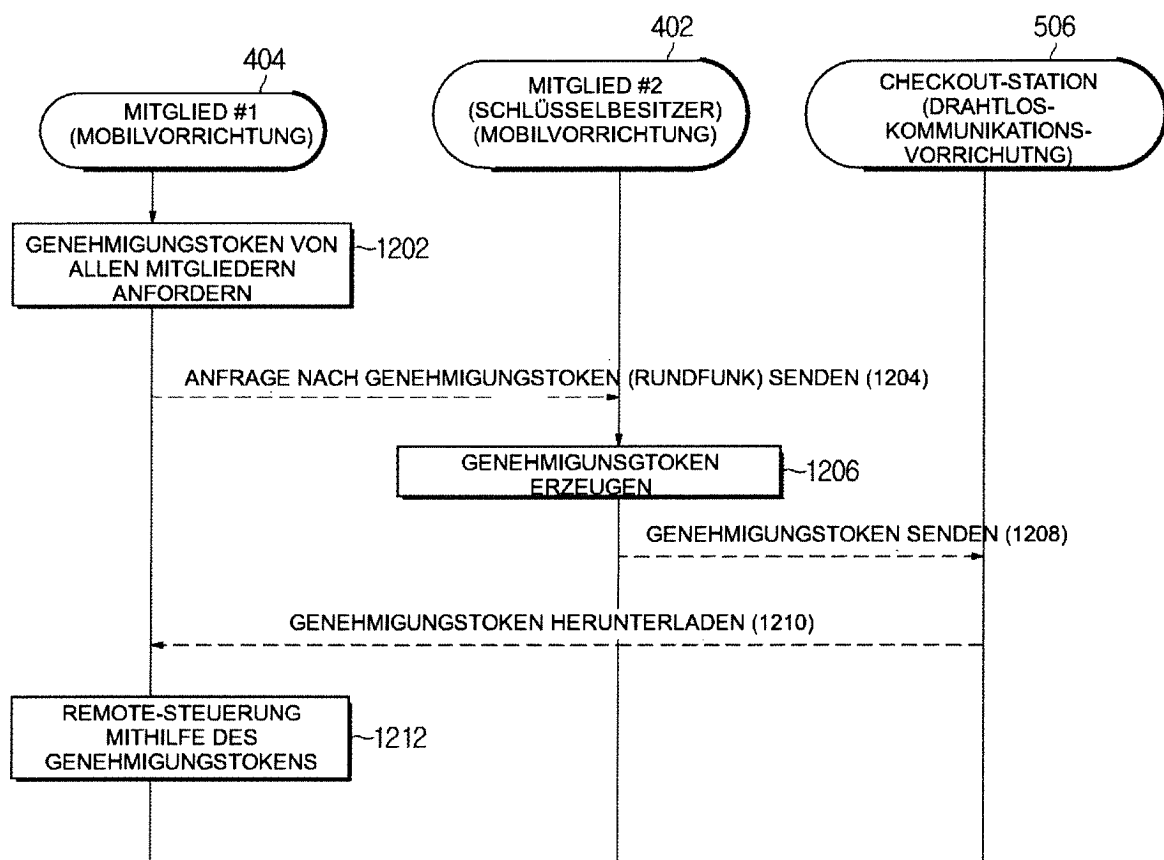 404
MITGLIED #1
(MOBILVORRICHTUNG)
402
MITGLIED #2
(SCHLÜSSELBESITZER)
(MOBILVORRICHTUNG)
506
CHECKOUT-STATION
(DRAHTLOS-
KOMMUNIKATIONS-
VORRICHUTNG)
GENEHMIGUNGSTOKEN VON
ALLEN MITGLIEDERN
ANFORDERN
1202
ANFRAGE NACH GENEHMIGUNGSTOKEN (RUNDFUNK) SENDEN (1204)
GENEHMIGUNSGTOKEN
ERZEUGEN
1206
GENEHMIGUNGSTOKEN SENDEN (1208)
GENEHMIGUNGSTOKEN HERUNTERLADEN (1210)
REMOTE-STEUERUNG
MITHILFE DES
GENEHMIGUNGSTOKENS
1212